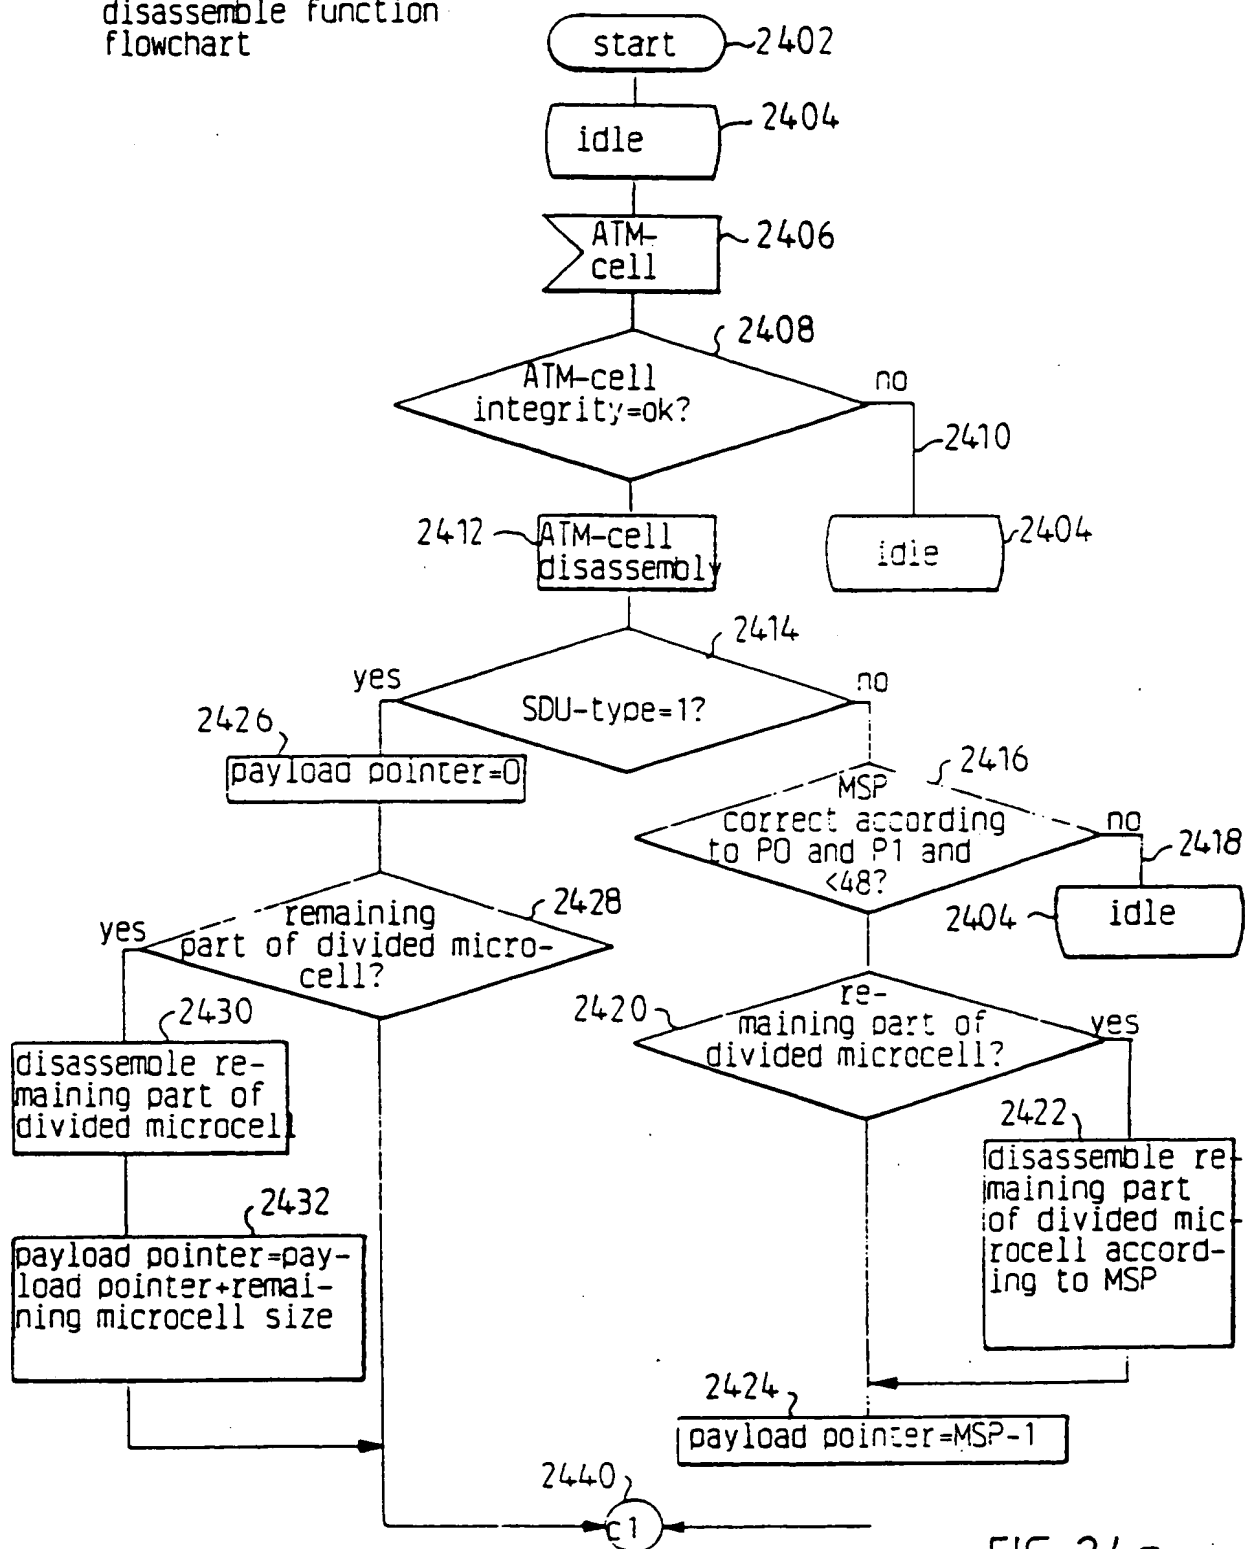 disassemble function
flowchart
start
2402
idle
2404
ATM-
cell
2406
2408
ATM-cell
integrity=ok?
no
2410
2412
ATM-cell
disassembly
idle
2404
2414
yes
no
SDU-type=1?
2426
payload pointer=0
2416
MSP
correct according
to P0 and P1 and
<48?
no
2418
2404
idle
2428
remaining
part of divided micro-
cell?
yes
2420
re-
maining part of
divided microcell?
yes
2430
disassemble re-
maining part of
divided microcell
2422
disassemble re-
maining part
of divided mic-
rocell accord-
ing to MSP
2432
payload pointer=pay-
load pointer+remai-
ning microcell size
2424
payload pointer=MSP-1
2440
c1